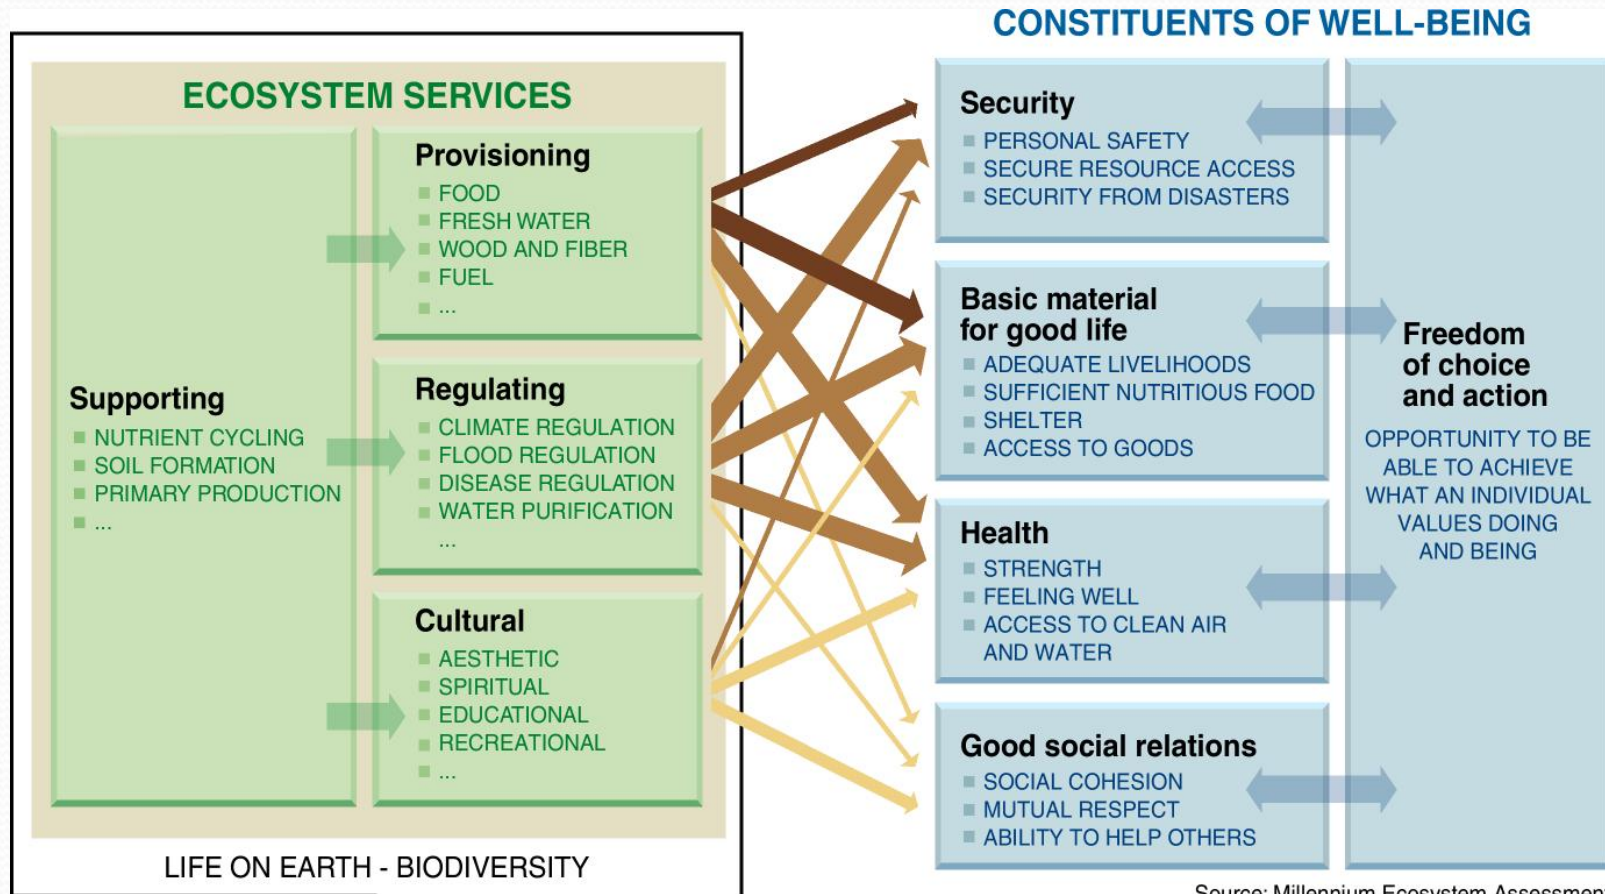 CONSTITUENTS OF WELL-BEING
ECOSYSTEM SERVICES
Supporting
NUTRIENT CYCLING
SOIL FORMATION
PRIMARY PRODUCTION
...
Provisioning
FOOD
FRESH WATER
WOOD AND FIBER
FUEL
...
Regulating
CLIMATE REGULATION
FLOOD REGULATION
DISEASE REGULATION
WATER PURIFICATION
...
Cultural
AESTHETIC
SPIRITUAL
EDUCATIONAL
RECREATIONAL
...
LIFE ON EARTH - BIODIVERSITY
Security
PERSONAL SAFETY
SECURE RESOURCE ACCESS
SECURITY FROM DISASTERS
Basic material
for good life
ADEQUATE LIVELIHOODS
SUFFICIENT NUTRITIOUS FOOD
SHELTER
ACCESS TO GOODS
Health
STRENGTH
FEELING WELL
ACCESS TO CLEAN AIR
AND WATER
Good social relations
SOCIAL COHESION
MUTUAL RESPECT
ABILITY TO HELP OTHERS
Freedom
of choice
and action
OPPORTUNITY TO BE
ABLE TO ACHIEVE
WHAT AN INDIVIDUAL
VALUES DOING
AND BEING
Source: Millennium Ecosystem Assessment